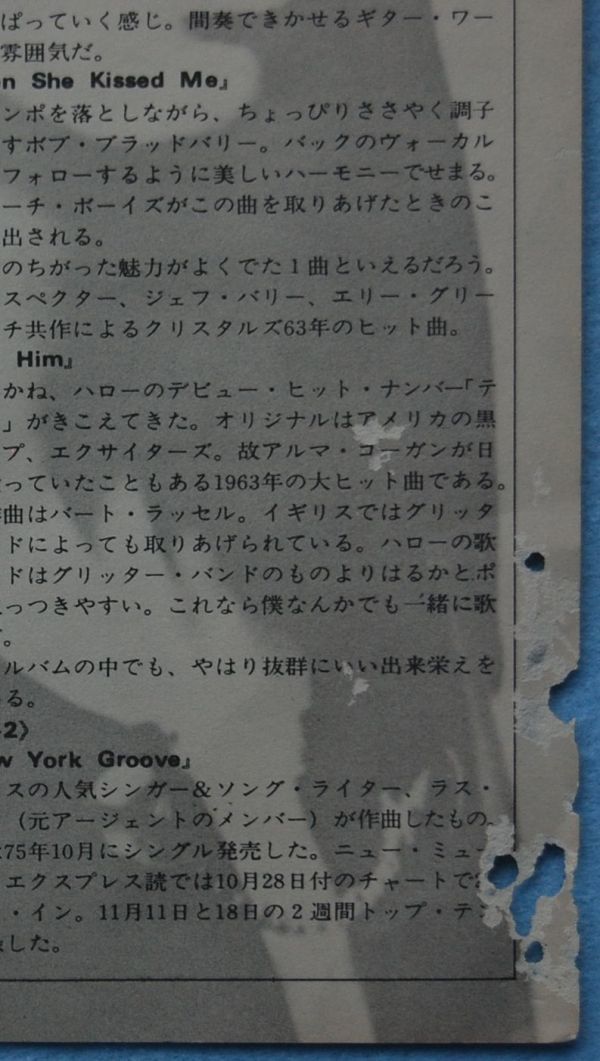 ぱっていく感じ。間奏できかせるギター・ワー
雰囲気だ。
n She Kissed Me』
ンポを落としながら、ちょっぴりささやく調子
すボブ・ブラッドバリー。バックのヴォーカル
フォローするように美しいハーモニーでせまる。
ーチ・ボーイズがこの曲を取りあげたときのこ
出される。
のちがった魅力がよくでた1曲といえるだろう。
スペクター、ジェフ・バリー、エリー・グリー
チ共作によるクリスタルズ63年のヒット曲。
Him』
かね、ハローのデビュー・ヒット・ナンバー「テ
」がきこえてきた。オリジナルはアメリカの黒
プ、エクサイターズ。故アルマ・コーガンが日
っていたこともある1963年の大ヒット曲である。
作曲はバート・ラッセル。イギリスではグリッタ
ドによっても取りあげられている。ハローの歌
ドはグリッター・バンドのものよりはるかとポ
っつきやすい。これなら僕なんかでも一緒に歌
。
ルバムの中でも、やはり抜群にいい出来栄えを
る。
2〉
w York Groove』
スの人気シンガー&ソング・ライター、ラス・
(元アージェントのメンバー)が作曲したもの。
75年10月にシングル発売した。ニュー・ミュー
エクスプレス読では10月28日付のチャートで
・イン。11月11日と18日の2週間トップ・テン
した。